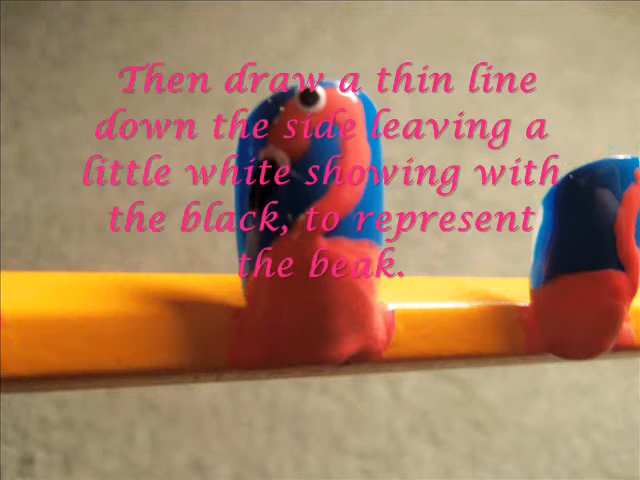 Then draw a thin line
down the side leaving a
little white showing with
the black, to represent
the beak.